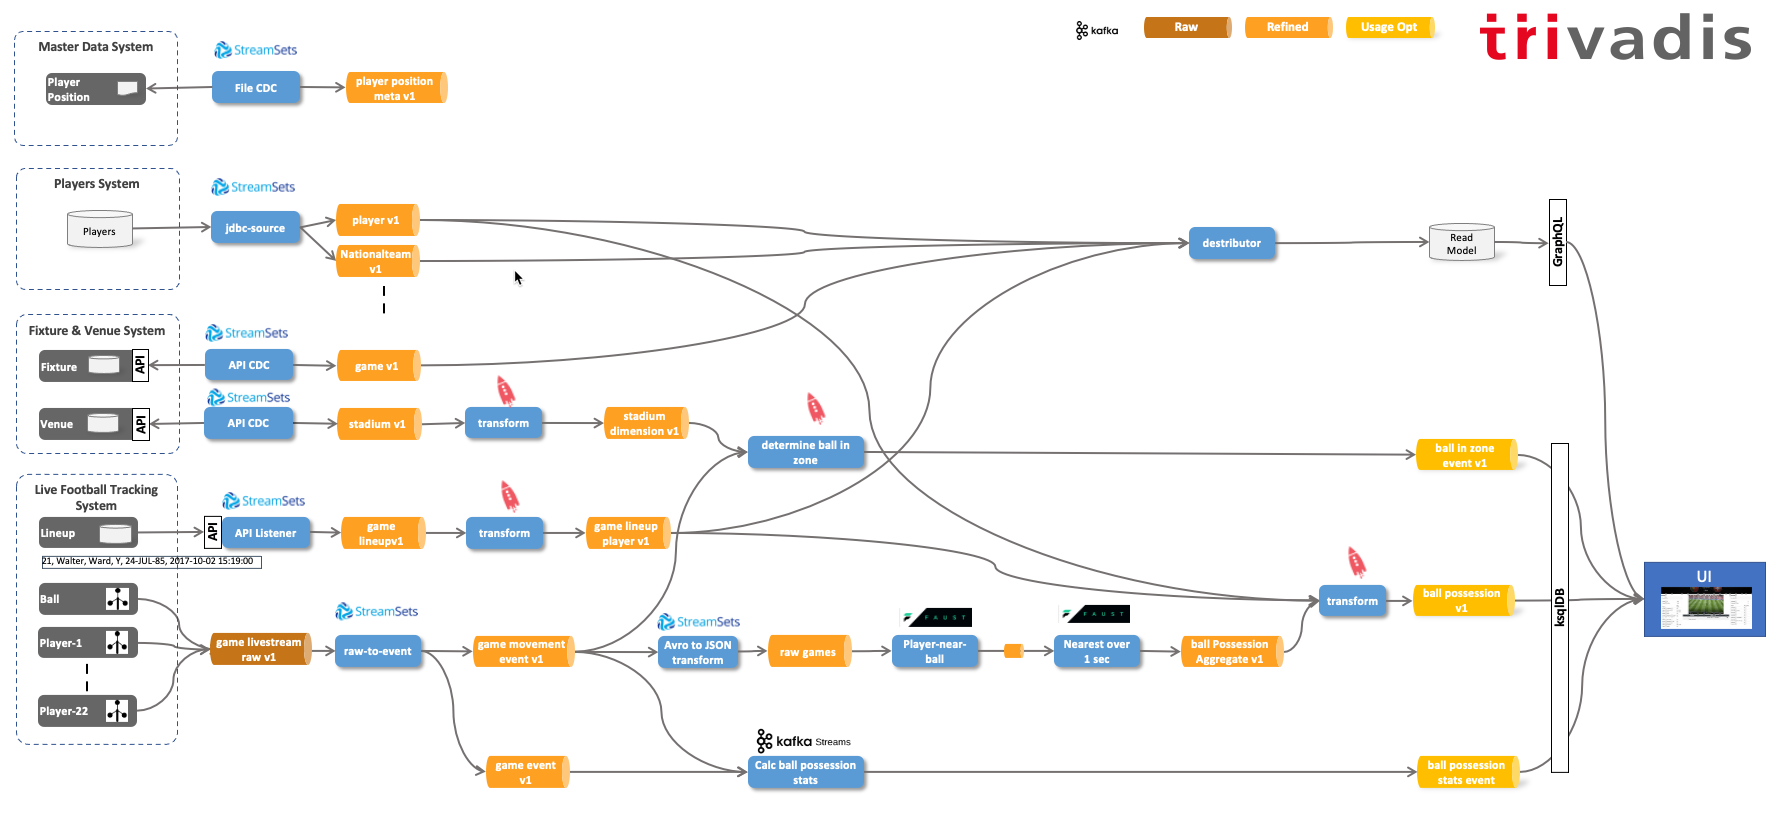 kafka
Raw
Refined
Usage Opt
trivadis
Master Data System
Player
Position
StreamSets
File CDC
player position
meta v1
Players System
Players
StreamSets
jdbc-source
player v1
Nationalteam
v1
destributor
Read
Model
GraphQL
Fixture & Venue System
Fixture
API
StreamSets
API CDC
game v1
Venue
API
StreamSets
API CDC
stadium v1
transform
stadium
dimension v1
determine ball in
zone
ball in zone
event v1
Live Football Tracking
System
Lineup
API
StreamSets
API Listener
game
lineupv1
transform
game lineup
player v1
21, Walter, Ward, Y, 24-JUL-85, 2017-10-02 15:19:00
Ball
Player-1
Player-22
game livestream
raw v1
StreamSets
raw-to-event
game movement
event v1
StreamSets
Avro to JSON
transform
raw games
FAUST
Player-near-
ball
FAUST
Nearest over
1 sec
ball Possession
Aggregate v1
transform
ball possession
v1
ksqlDB
UI
game event
v1
kafka Streams
Calc ball possession
stats
ball possession
stats event